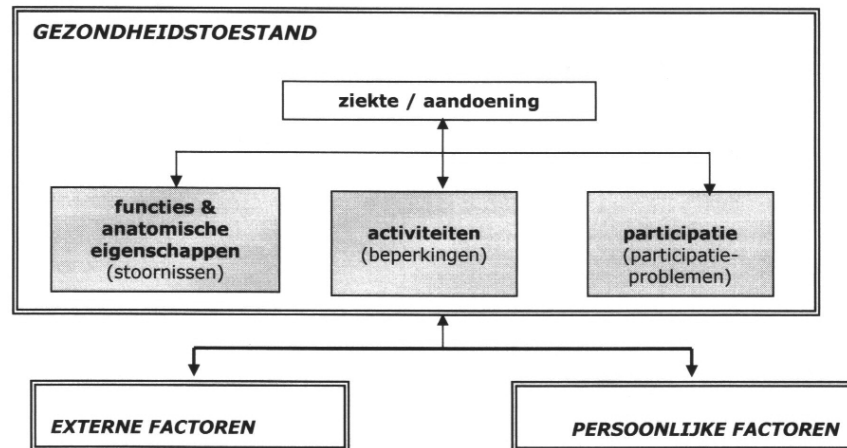 GEZONDHEIDSTOESTAND
ziekte / aandoening
functies &
anatomische
eigenschappen
(stoornissen)
activiteiten
(beperkingen)
participatie
(participatie-
problemen)
EXTERNE FACTOREN
PERSOONLIJKE FACTOREN